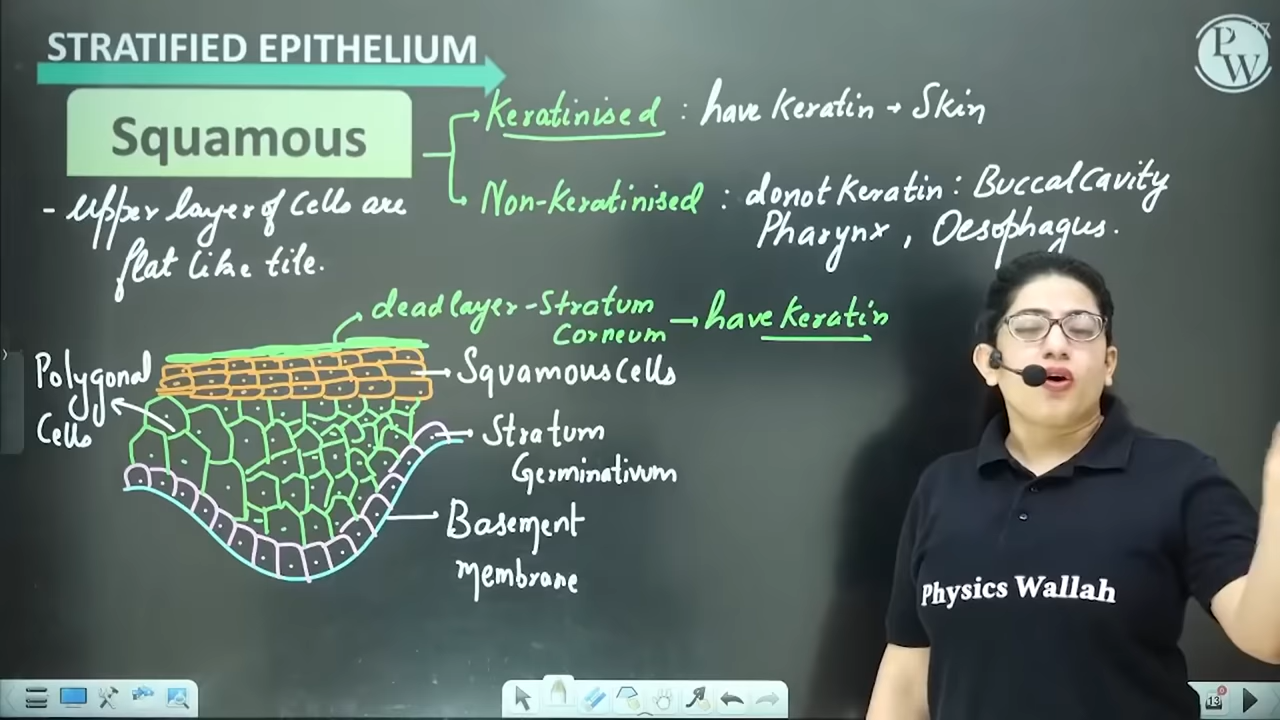 STRATIFIED EPITHELIUM
PW
Squamous
Keratinised : have Keratin → Skin
Non-Keratinised : donot Keratin : Buccal Cavity
Pharynx , Oesophagus.
- upper layer of cells are
flat like tile.
dead layer - Stratum
Corneum → have Keratin
Polygonal
Cells
Squamous cells
Stratum
Germinativum
Basement
membrane
Physics Wallah
13